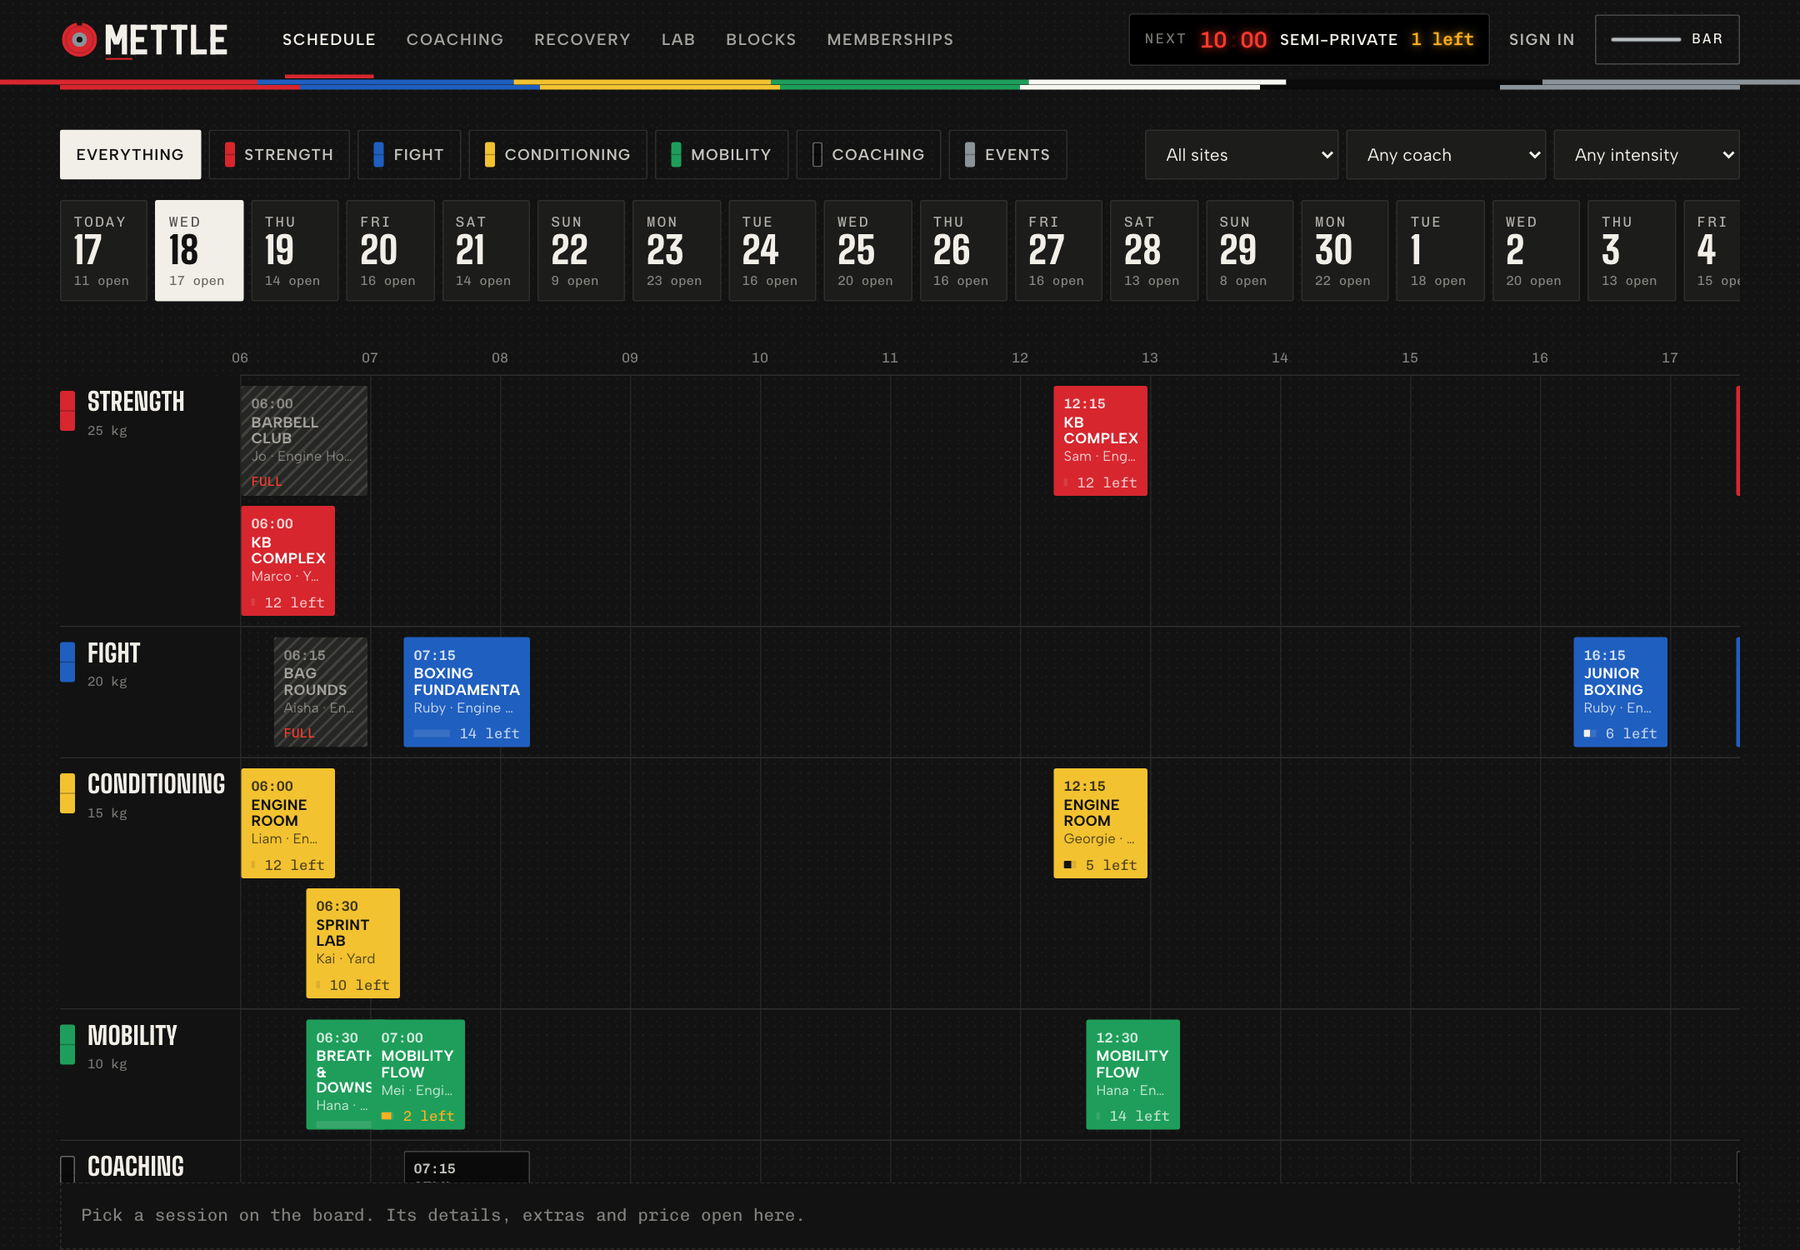 METTLE
SCHEDULE COACHING RECOVERY LAB BLOCKS MEMBERSHIPS
NEXT 10 00 SEMI-PRIVATE 1 left
SIGN IN
BAR
EVERYTHING STRENGTH FIGHT CONDITIONING MOBILITY COACHING EVENTS
All sites Any coach Any intensity
TODAY WED THU FRI SAT SUN MON TUE WED THU FRI SAT SUN MON TUE WED THU FRI
17 18 19 20 21 22 23 24 25 26 27 28 29 30 1 2 3 4
11 open 17 open 14 open 16 open 14 open 9 open 23 open 16 open 20 open 16 open 16 open 13 open 8 open 22 open 18 open 20 open 13 open 15 ope
06 07 08 09 10 11 12 13 14 15 16 17
STRENGTH
25 kg
06:00
BARBELL
CLUB
Jo · Engine Ho...
FULL
12:15
KB
COMPLEX
Sam · Eng...
12 left
06:00
KB
COMPLEX
Marco · Y...
12 left
FIGHT
20 kg
06:15
BAG
ROUNDS
Aisha · En...
FULL
07:15
BOXING
FUNDAMENTA
Ruby · Engine ...
14 left
16:15
JUNIOR
BOXING
Ruby · En...
6 left
CONDITIONING
15 kg
06:00
ENGINE
ROOM
Liam · En...
12 left
12:15
ENGINE
ROOM
Georgie · ...
5 left
06:30
SPRINT
LAB
Kai · Yard
10 left
MOBILITY
10 kg
06:30
BREATH
&
DOWNS
Hana · ...
07:00
MOBILITY
FLOW
Mei · Engi...
2 left
12:30
MOBILITY
FLOW
Hana · En...
14 left
COACHING
07:15
Pick a session on the board. Its details, extras and price open here.